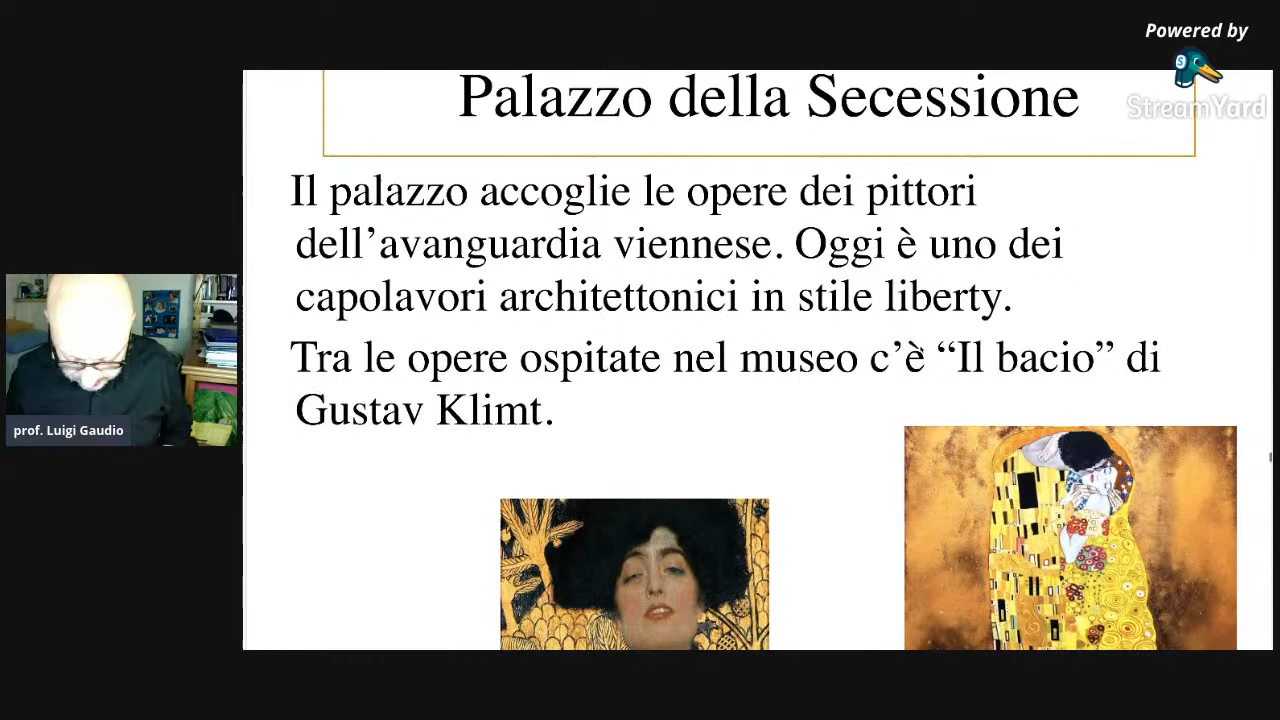 Powered by
StreamYard
Palazzo della Secessione
Il palazzo accoglie le opere dei pittori
dell’avanguardia viennese. Oggi è uno dei
capolavori architettonici in stile liberty.
Tra le opere ospitate nel museo c’è “Il bacio” di
Gustav Klimt.
prof. Luigi Gaudio